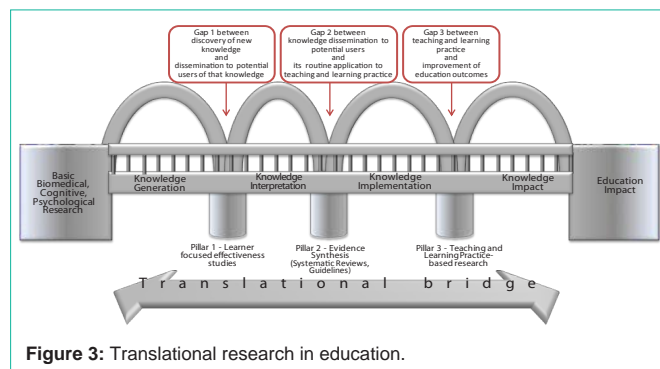 Gap 1 between
discovery of new
knowledge
and
dissemination to potential
users of that knowledge
Gap 2 between
knowledge dissemination to
potential users
and
its routine application to
teaching and learning practice
Gap 3 between
teaching and learning
practice
and
improvement of
education outcomes
Basic
Biomedical,
Cognitive,
Psychological
Research
Knowledge
Generation
Knowledge
Interpretation
Knowledge
Implementation
Knowledge
Impact
Education
Impact
Pillar 1 - Learner
focused effectiveness
studies
Pillar 2 - Evidence
Synthesis
(Systematic Reviews,
Guidelines)
Pillar 3 - Teaching and
Learning Practice-
based research
Translational bridge
Figure 3: Translational research in education.